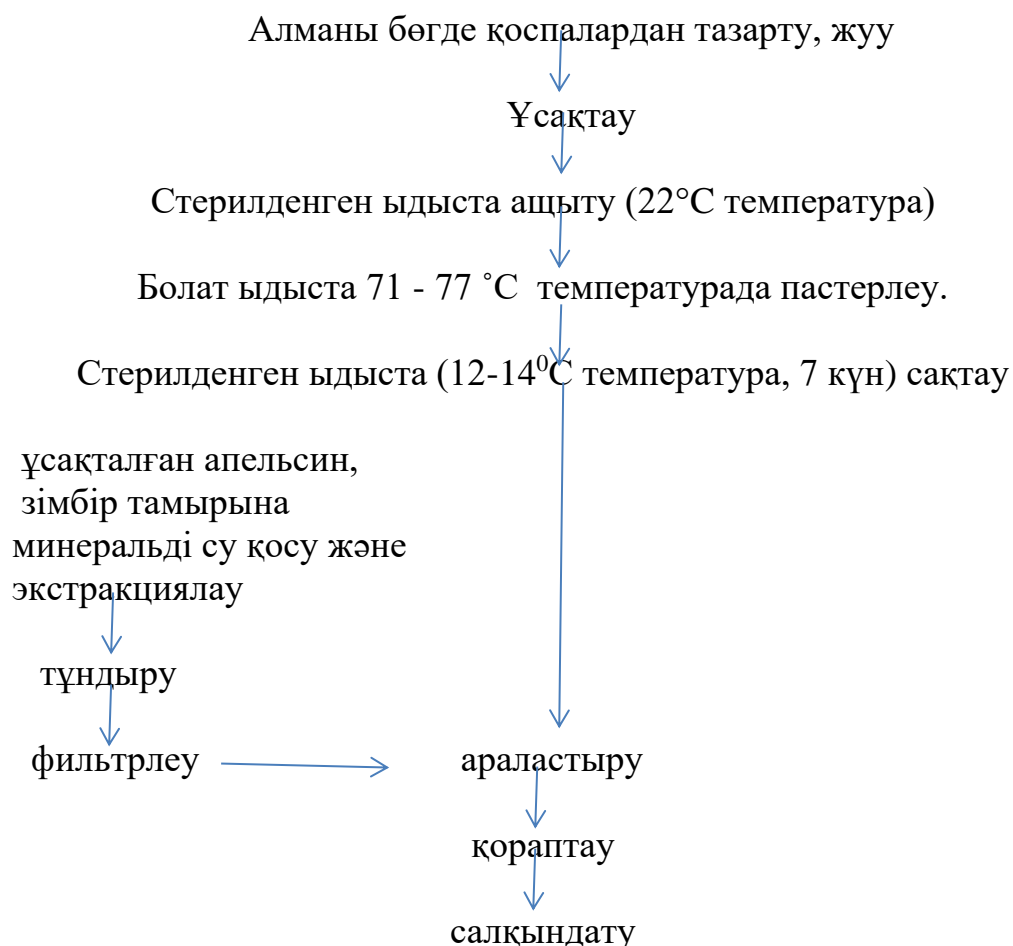 Алманы бөгде қоспалардан тазарту, жуу
Ұсақтау
Стерилденген ыдыста ащыту (22°С температура)
Болат ыдыста 71 - 77 ˚С температурада пастерлеу.
Стерилденген ыдыста (12-14⁰С температура, 7 күн) сақтау
ұсақталған апельсин,
зімбір тамырына
минеральді су қосу және
экстракциялау
тұндыру
фильтрлеу
араластыру
қораптау
салқындату